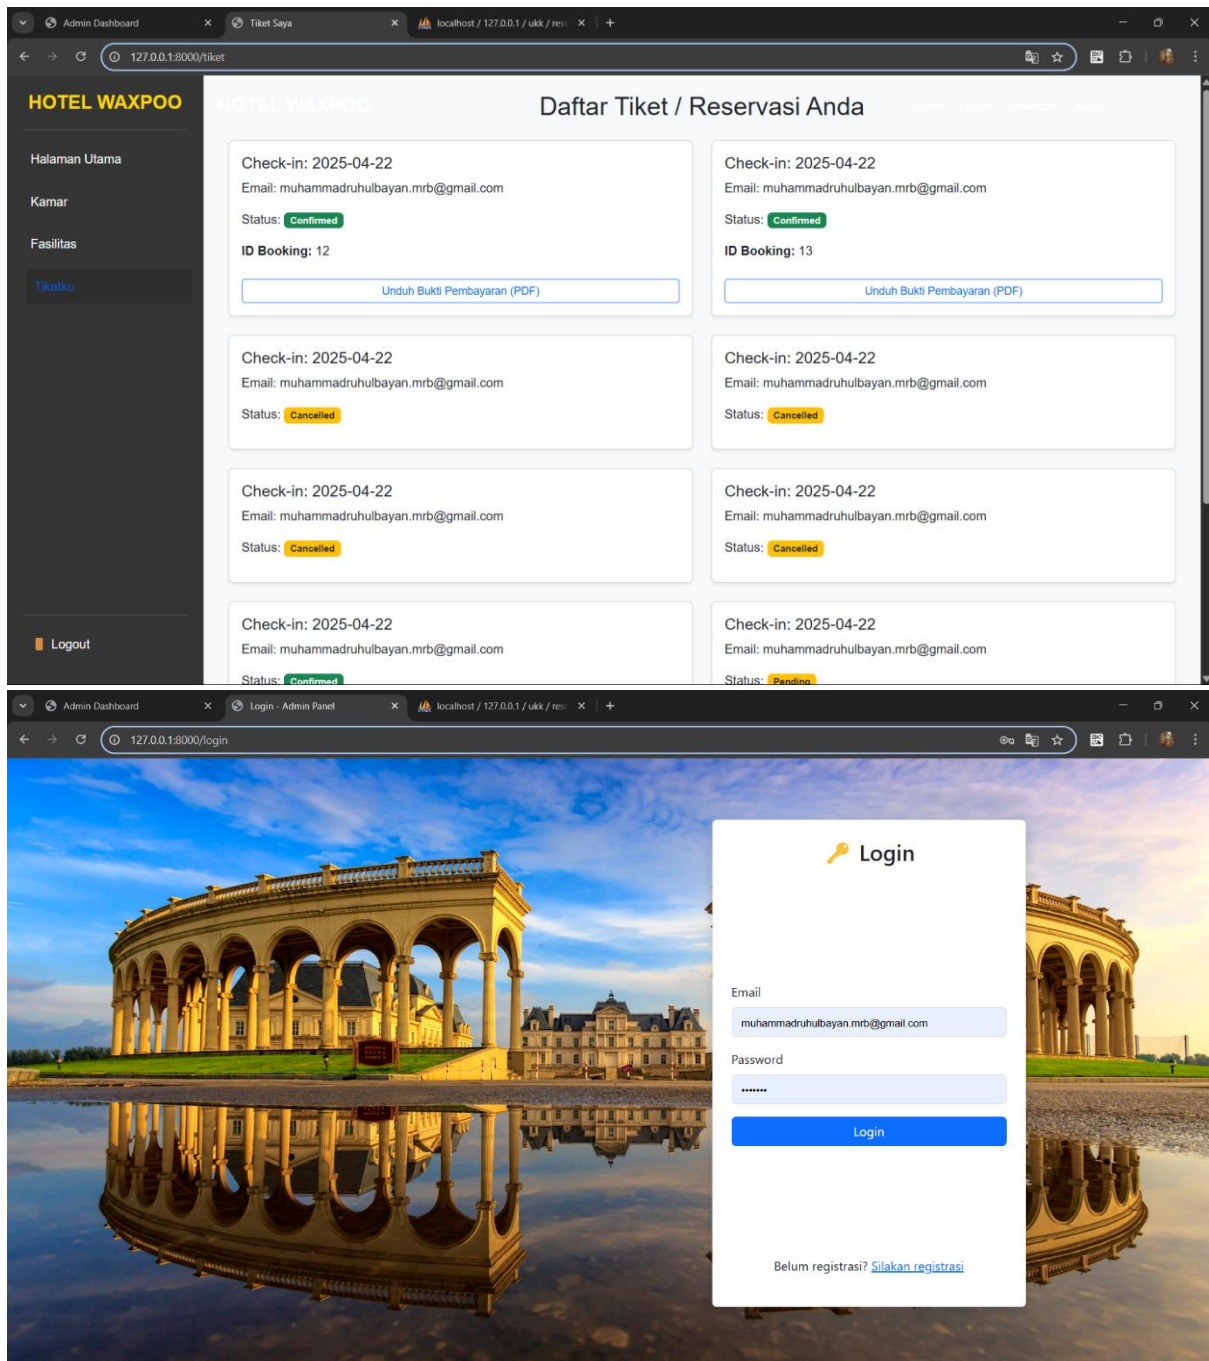 Admin Dashboard
Tiket Saya
localhost / 127.0.0.1 / ukk / res
127.0.0.1:8000/tiket
HOTEL WAXPOO
Halaman Utama
Kamar
Fasilitas
Tiketku
Logout
HOTEL WAXPOO
Daftar Tiket / Reservasi Anda
Check-in: 2025-04-22
Email: muhammadruhulbayan.mrb@gmail.com
Status: Confirmed
ID Booking: 12
Unduh Bukti Pembayaran (PDF)
Check-in: 2025-04-22
Email: muhammadruhulbayan.mrb@gmail.com
Status: Confirmed
ID Booking: 13
Unduh Bukti Pembayaran (PDF)
Check-in: 2025-04-22
Email: muhammadruhulbayan.mrb@gmail.com
Status: Cancelled
Check-in: 2025-04-22
Email: muhammadruhulbayan.mrb@gmail.com
Status: Cancelled
Check-in: 2025-04-22
Email: muhammadruhulbayan.mrb@gmail.com
Status: Cancelled
Check-in: 2025-04-22
Email: muhammadruhulbayan.mrb@gmail.com
Status: Cancelled
Check-in: 2025-04-22
Email: muhammadruhulbayan.mrb@gmail.com
Status: Confirmed
Check-in: 2025-04-22
Email: muhammadruhulbayan.mrb@gmail.com
Status: Pending
Admin Dashboard
Login - Admin Panel
localhost / 127.0.0.1 / ukk / res
127.0.0.1:8000/login
Login
Email
muhammadruhulbayan.mrb@gmail.com
Password
•••••••
Login
Belum registrasi? Silakan registrasi